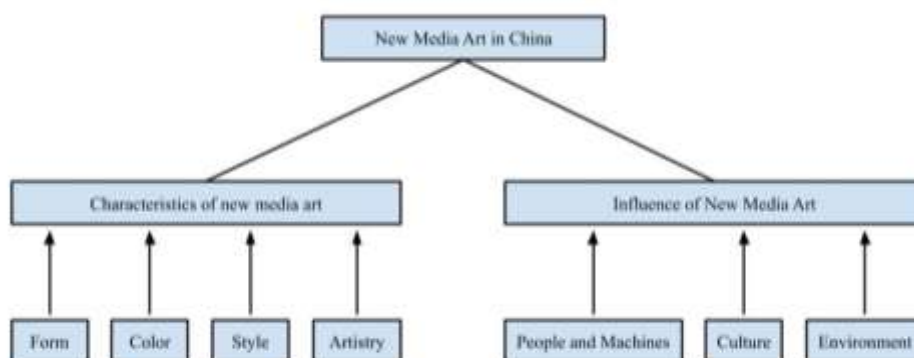 New Media Art in China
Characteristics of new media art
Influence of New Media Art
Form
Color
Style
Artistry
People and Machines
Culture
Environment